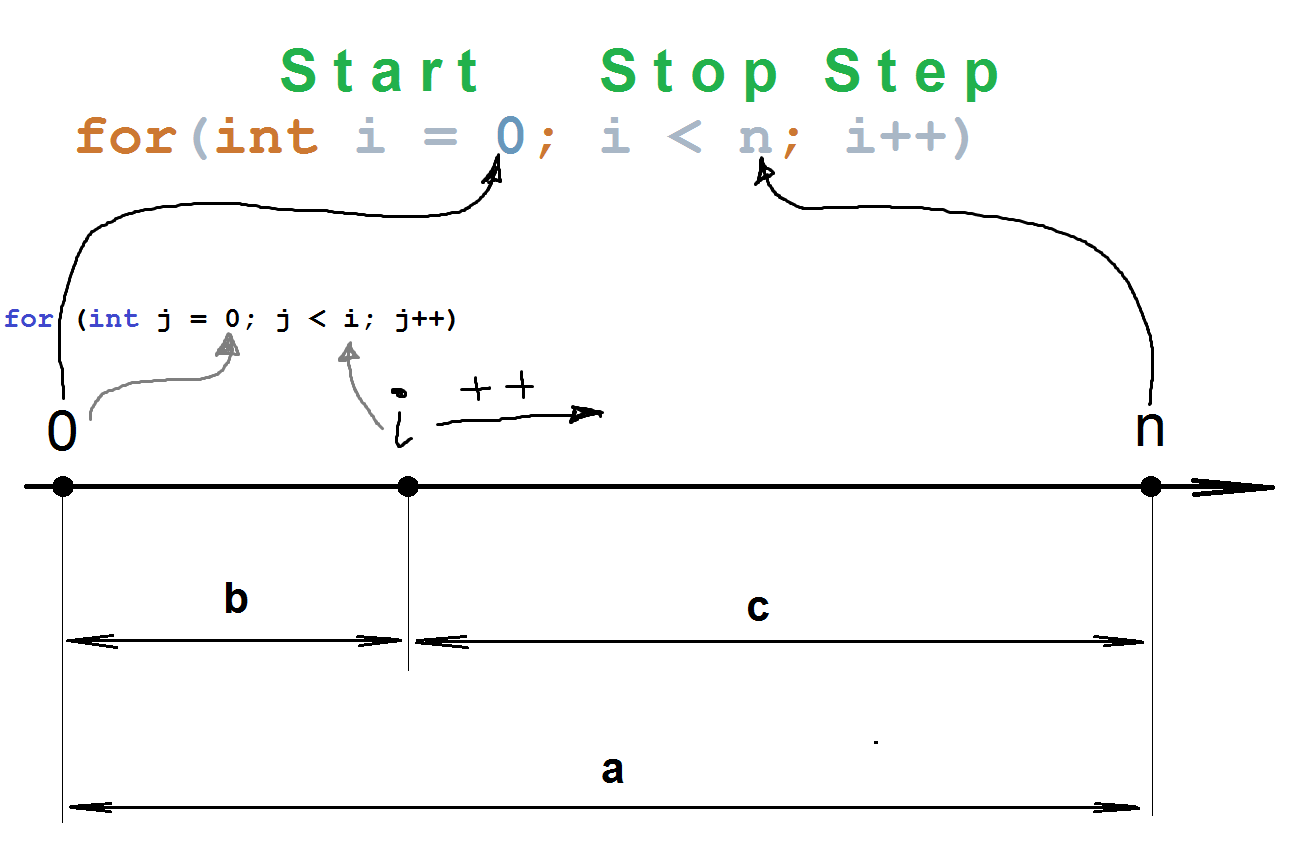 Start Stop Step
for(int i = 0; i < n; i++)
for (int j = 0; j < i; j++)
0 i ++ n
b c
a